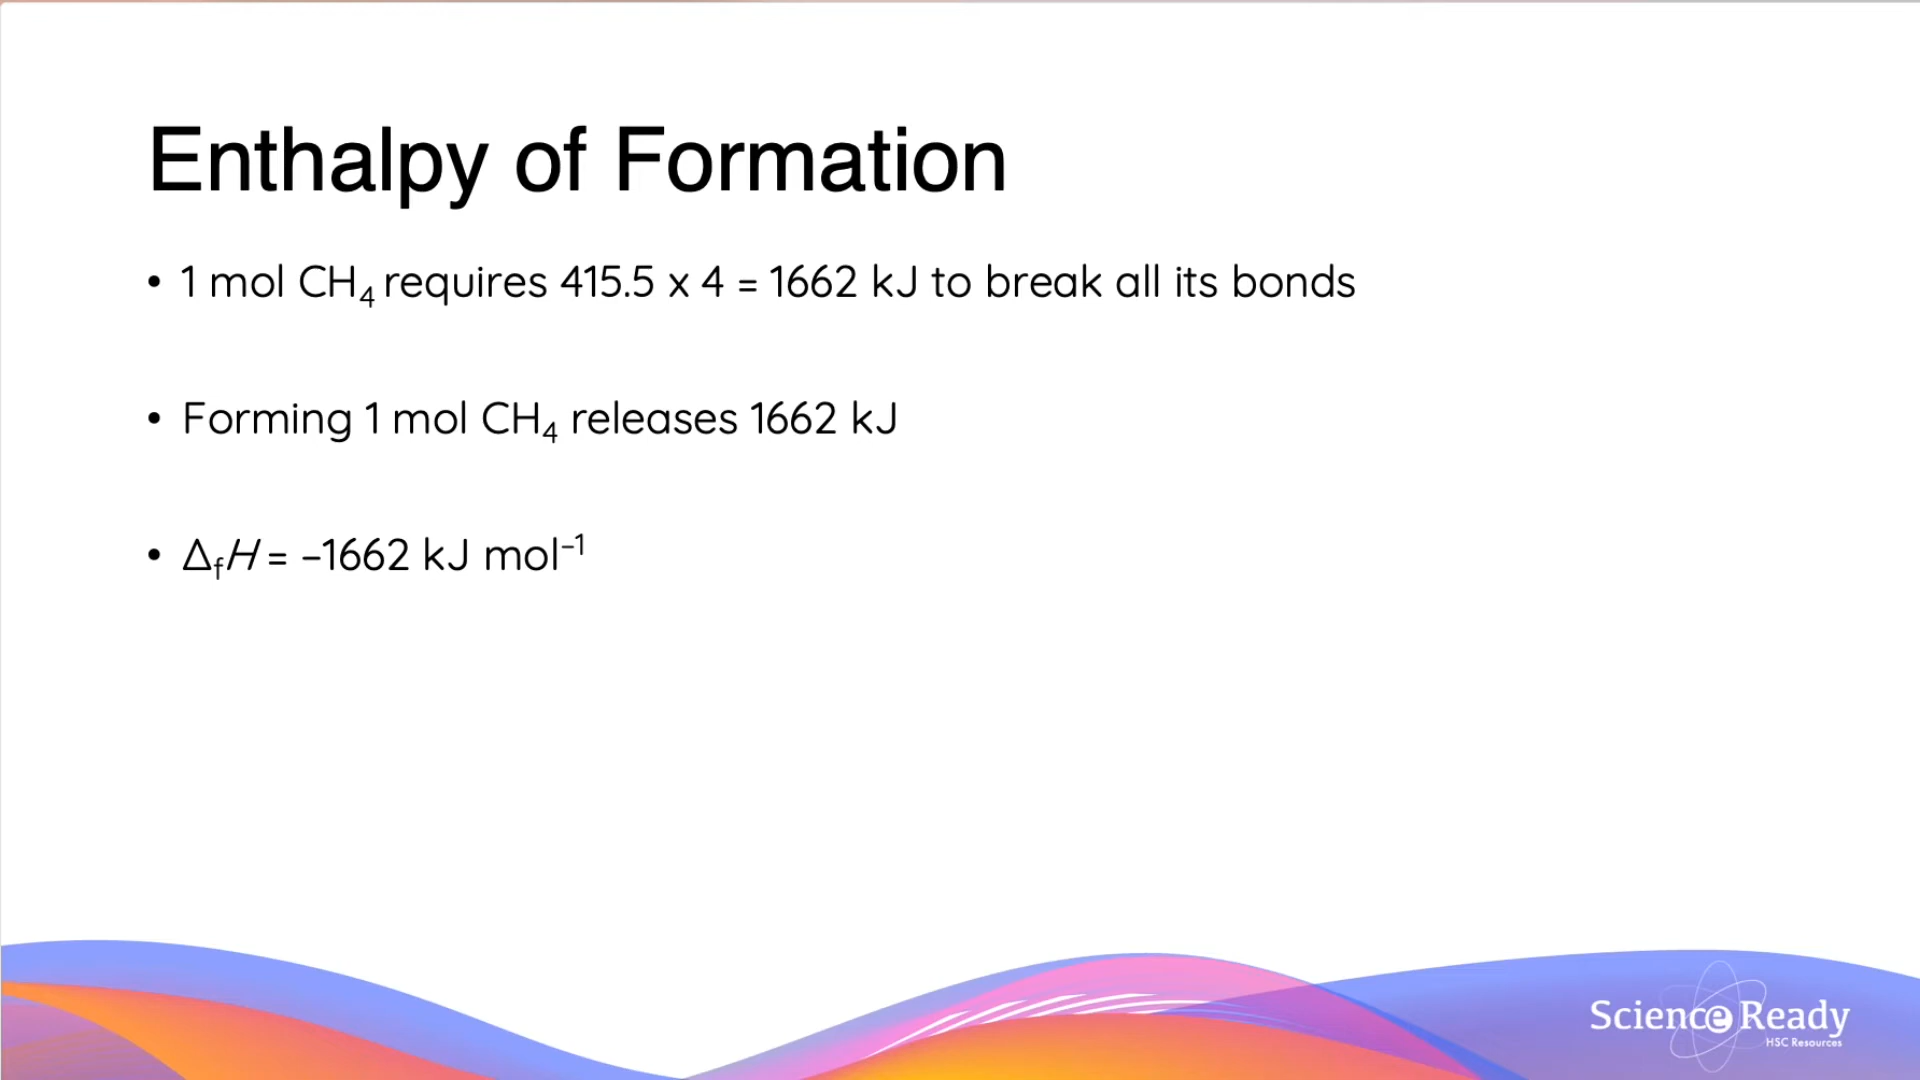 Enthalpy of Formation
• 1 mol CH₄ requires 415.5 x 4 = 1662 kJ to break all its bonds
• Forming 1 mol CH₄ releases 1662 kJ
• Δ_fH = –1662 kJ mol⁻¹
Science Ready
HSC Resources